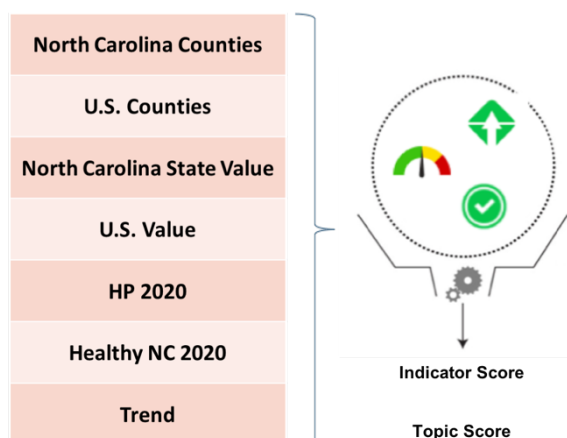 North Carolina Counties
U.S. Counties
North Carolina State Value
U.S. Value
HP 2020
Healthy NC 2020
Trend
Indicator Score
Topic Score